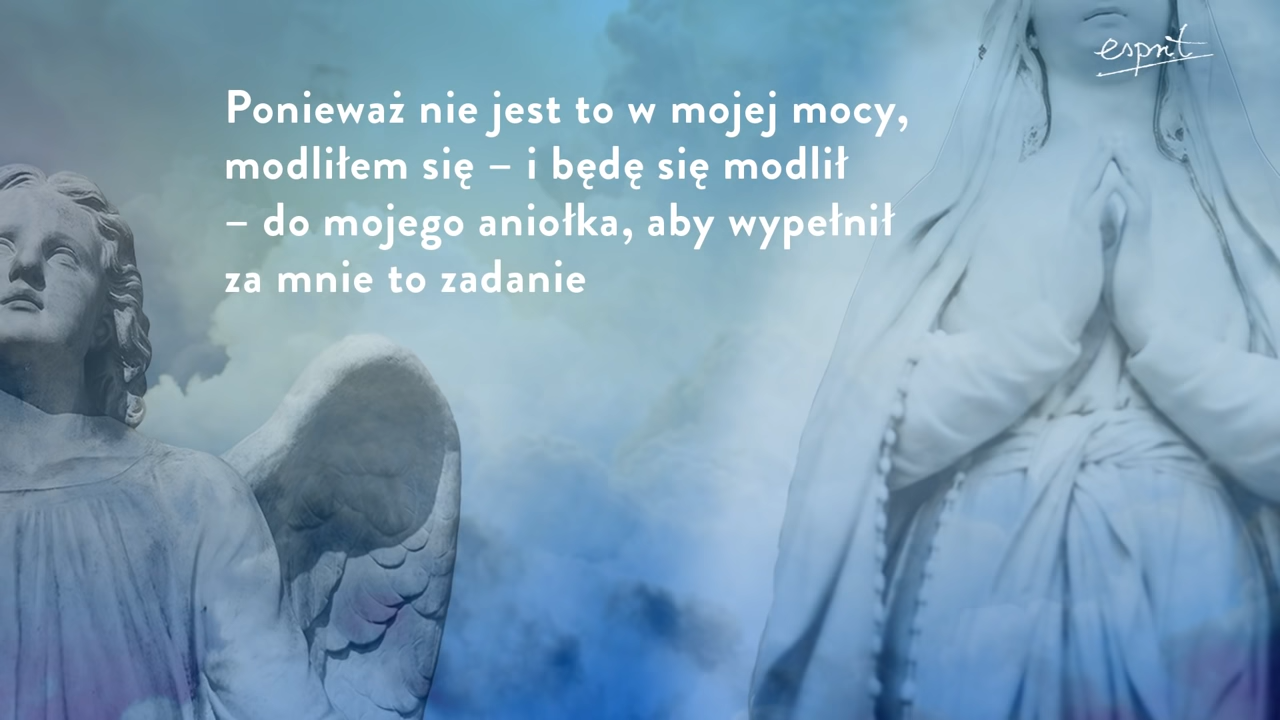 esprit
Ponieważ nie jest to w mojej mocy,
modliłem się – i będę się modlił
– do mojego aniołka, aby wypełnił
za mnie to zadanie